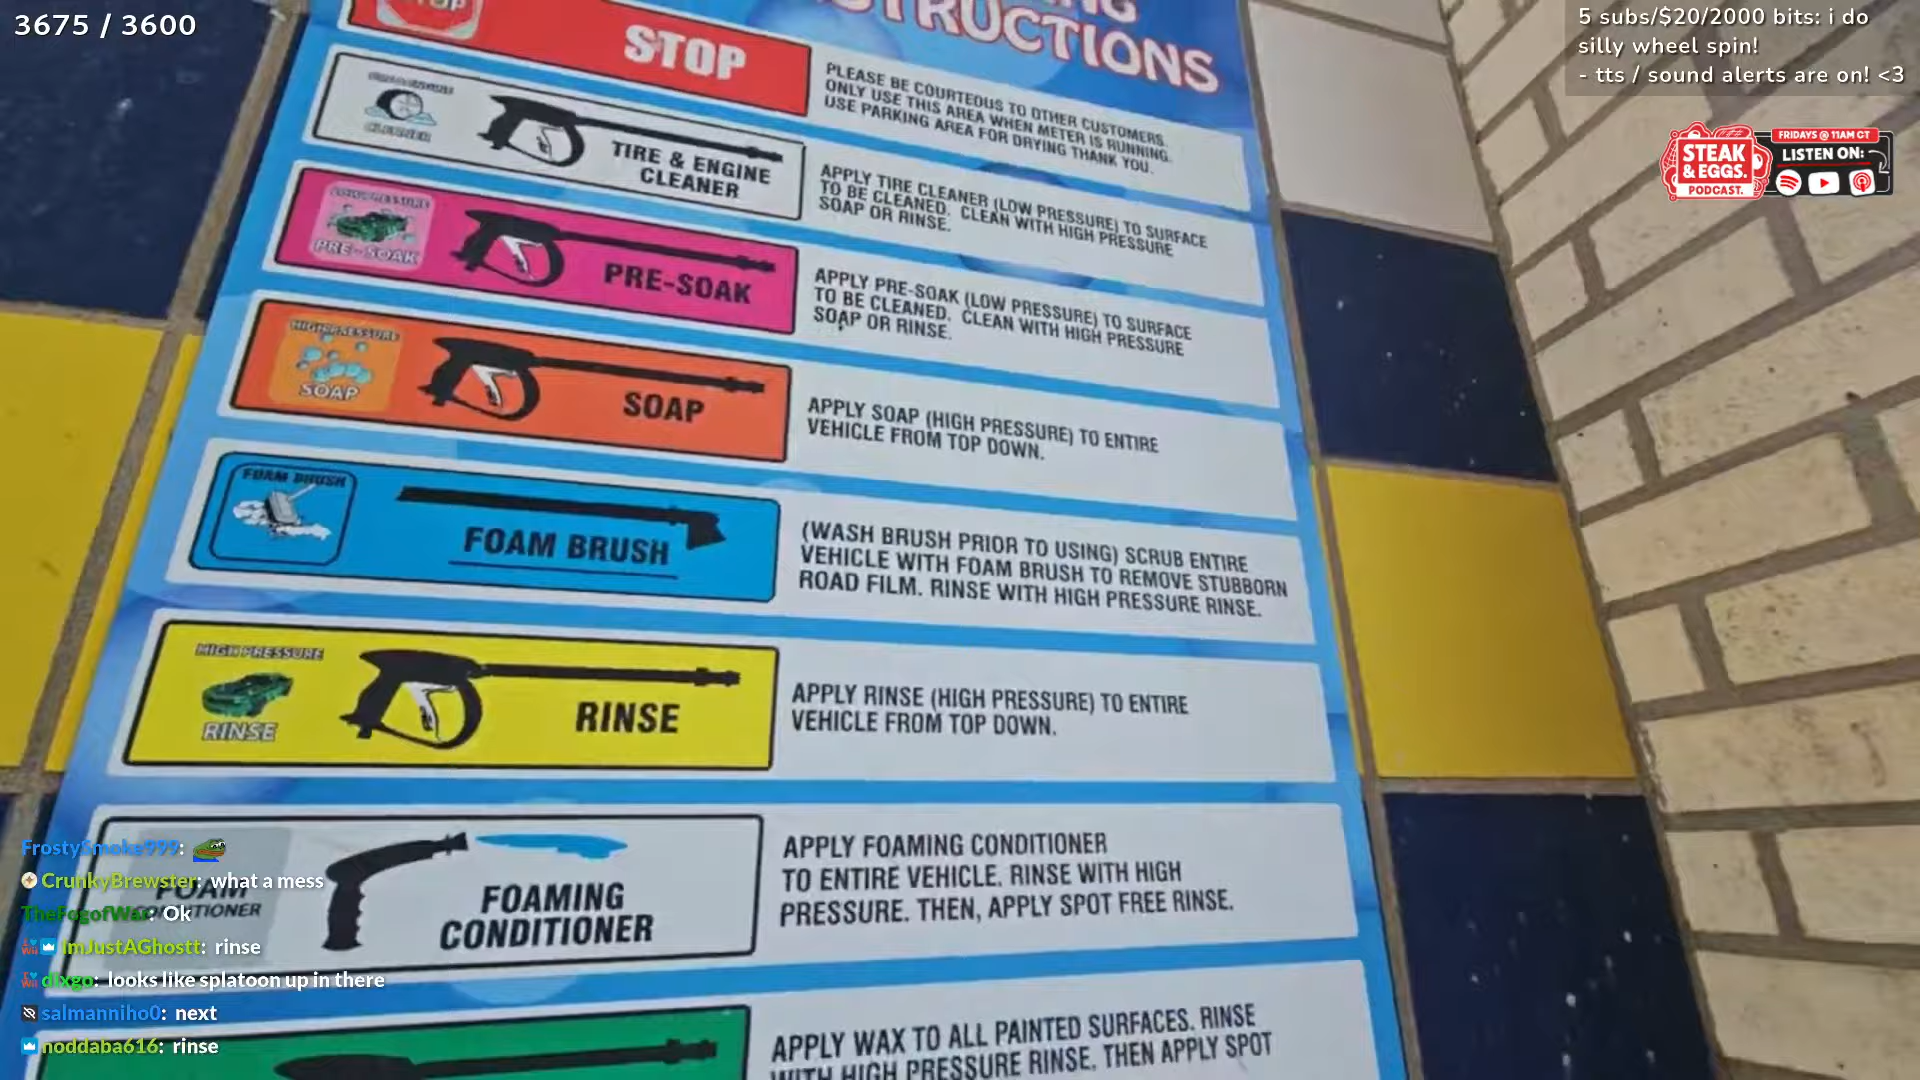 3675 / 3600
5 subs/$20/2000 bits: i do
silly wheel spin!
- tts / sound alerts are on! <3
STEAK
& EGGS.
PODCAST.
FRIDAYS @ 11AM CT
LISTEN ON:
STRUCTIONS
STOP
STOP
PLEASE BE COURTEOUS TO OTHER CUSTOMERS.
ONLY USE THIS AREA WHEN METER IS RUNNING.
USE PARKING AREA FOR DRYING THANK YOU.
CLEANER
TIRE & ENGINE
CLEANER
APPLY TIRE CLEANER (LOW PRESSURE) TO SURFACE
TO BE CLEANED. CLEAN WITH HIGH PRESSURE
SOAP OR RINSE.
LOW PRESSURE
PRE-SOAK
PRE-SOAK
APPLY PRE-SOAK (LOW PRESSURE) TO SURFACE
TO BE CLEANED. CLEAN WITH HIGH PRESSURE
SOAP OR RINSE.
HIGH PRESSURE
SOAP
SOAP
APPLY SOAP (HIGH PRESSURE) TO ENTIRE
VEHICLE FROM TOP DOWN.
FOAM BRUSH
FOAM BRUSH
(WASH BRUSH PRIOR TO USING) SCRUB ENTIRE
VEHICLE WITH FOAM BRUSH TO REMOVE STUBBORN
ROAD FILM. RINSE WITH HIGH PRESSURE RINSE.
HIGH PRESSURE
RINSE
RINSE
APPLY RINSE (HIGH PRESSURE) TO ENTIRE
VEHICLE FROM TOP DOWN.
FOAM
FOAMING
CONDITIONER
APPLY FOAMING CONDITIONER
TO ENTIRE VEHICLE. RINSE WITH HIGH
PRESSURE. THEN, APPLY SPOT FREE RINSE.
APPLY WAX TO ALL PAINTED SURFACES. RINSE
WITH HIGH PRESSURE RINSE. THEN APPLY SPOT
FrostySmoke999:
CrunkyBrewster: what a mess
TheFogofWar: Ok
ImJustAGhostt: rinse
dixgo: looks like splatoon up in there
salmanniho0: next
noddaba616: rinse